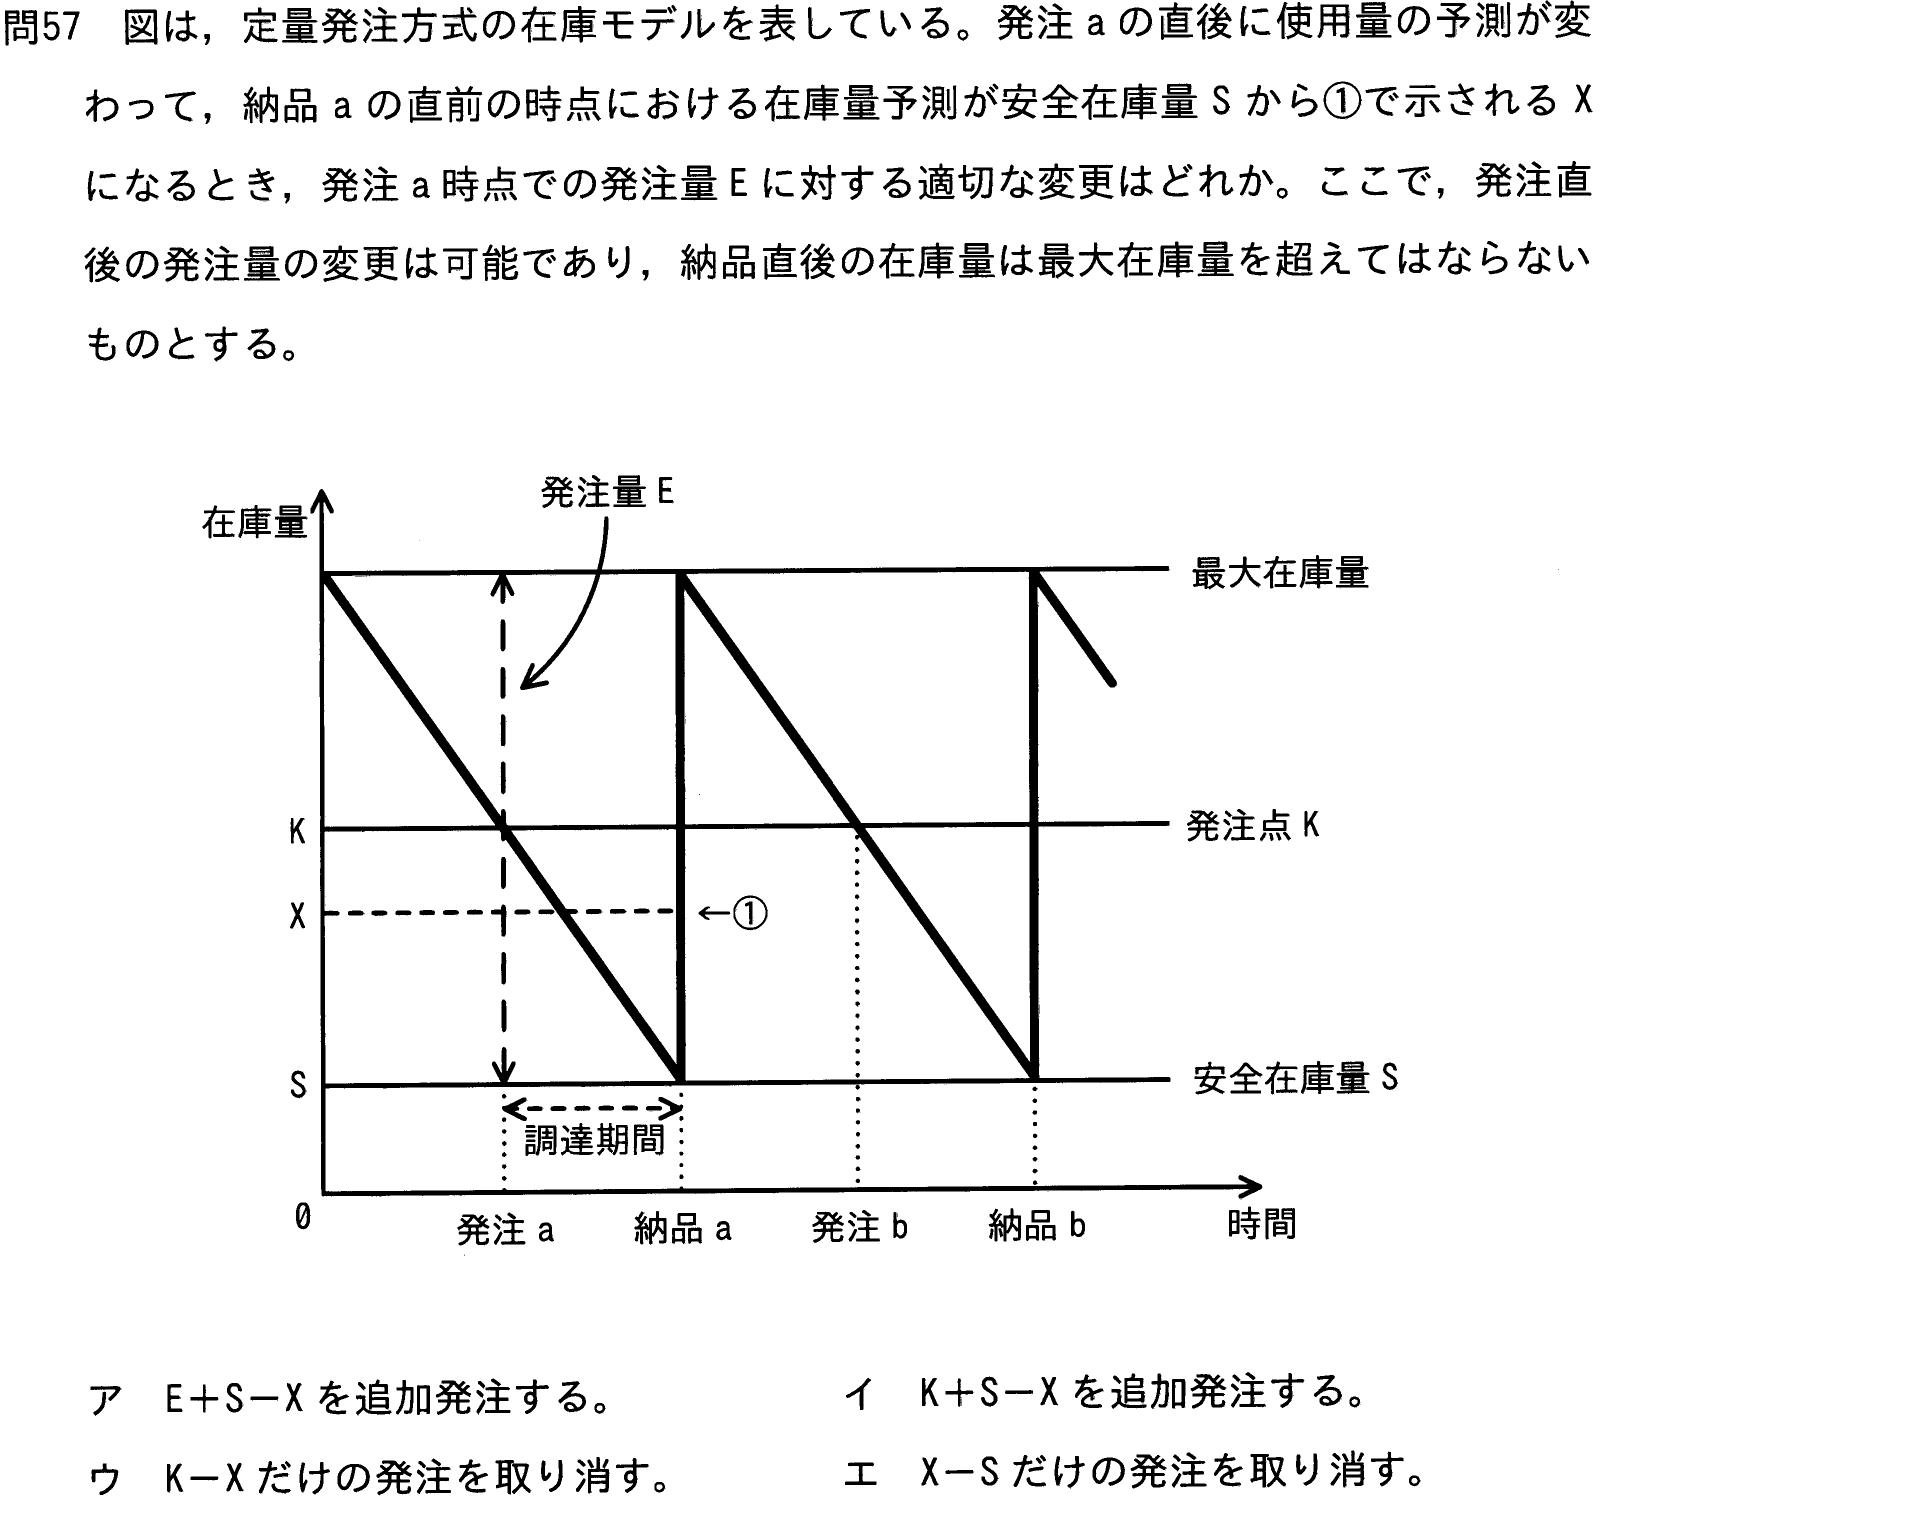 問57　図は，定量発注方式の在庫モデルを表している。発注 a の直後に使用量の予測が変
わって，納品 a の直前の時点における在庫量予測が安全在庫量 S から①で示される X
になるとき，発注 a 時点での発注量 E に対する適切な変更はどれか。ここで，発注直
後の発注量の変更は可能であり，納品直後の在庫量は最大在庫量を超えてはならない
ものとする。
発注量 E
在庫量
最大在庫量
K
発注点 K
X
←①
S
安全在庫量 S
調達期間
0
発注 a　納品 a　発注 b　納品 b　時間
ア　E＋S－X を追加発注する。　イ　K＋S－X を追加発注する。
ウ　K－X だけの発注を取り消す。　エ　X－S だけの発注を取り消す。